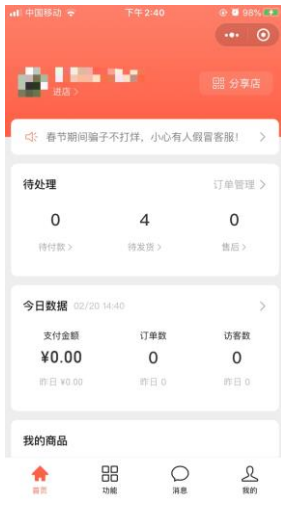 中国移动 下午2:40 98%
进店 >
分享店
春节期间骗子不打烊，小心有人假冒客服！ >
待处理 订单管理 >
0 4 0
待付款 > 待发货 > 售后 >
今日数据 02/20 14:40 >
支付金额 订单数 访客数
¥0.00 0 0
昨日 ¥0.00 昨日 0 昨日 0
我的商品
首页 功能 消息 我的